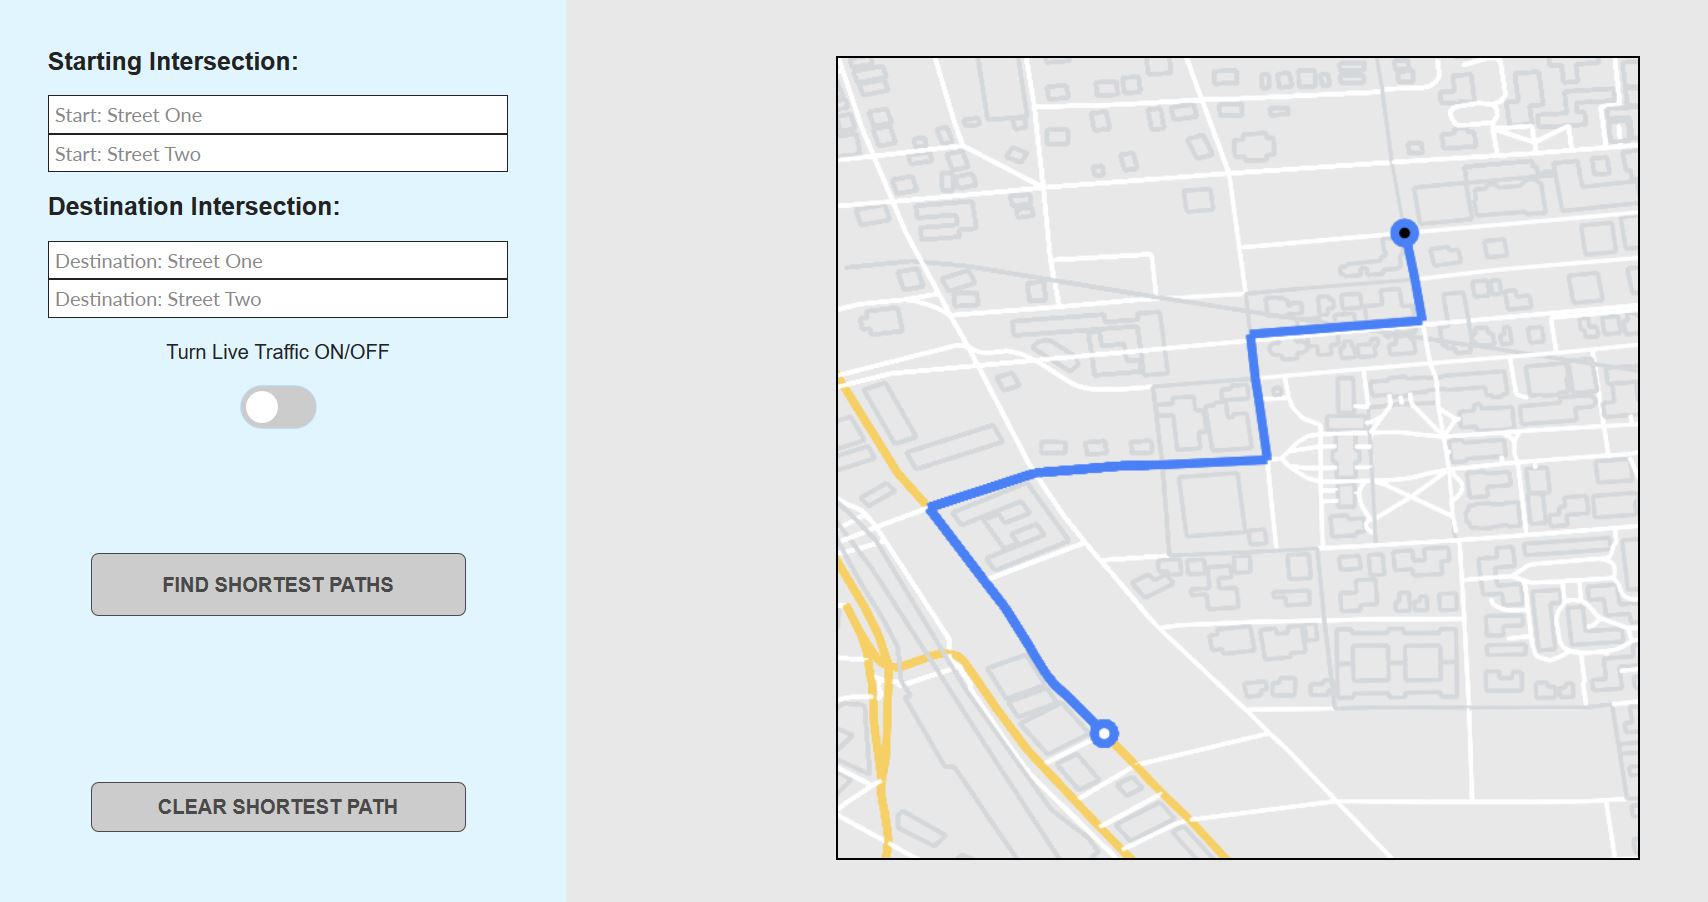 Starting Intersection:
Start: Street One
Start: Street Two
Destination Intersection:
Destination: Street One
Destination: Street Two
Turn Live Traffic ON/OFF
FIND SHORTEST PATHS
CLEAR SHORTEST PATH